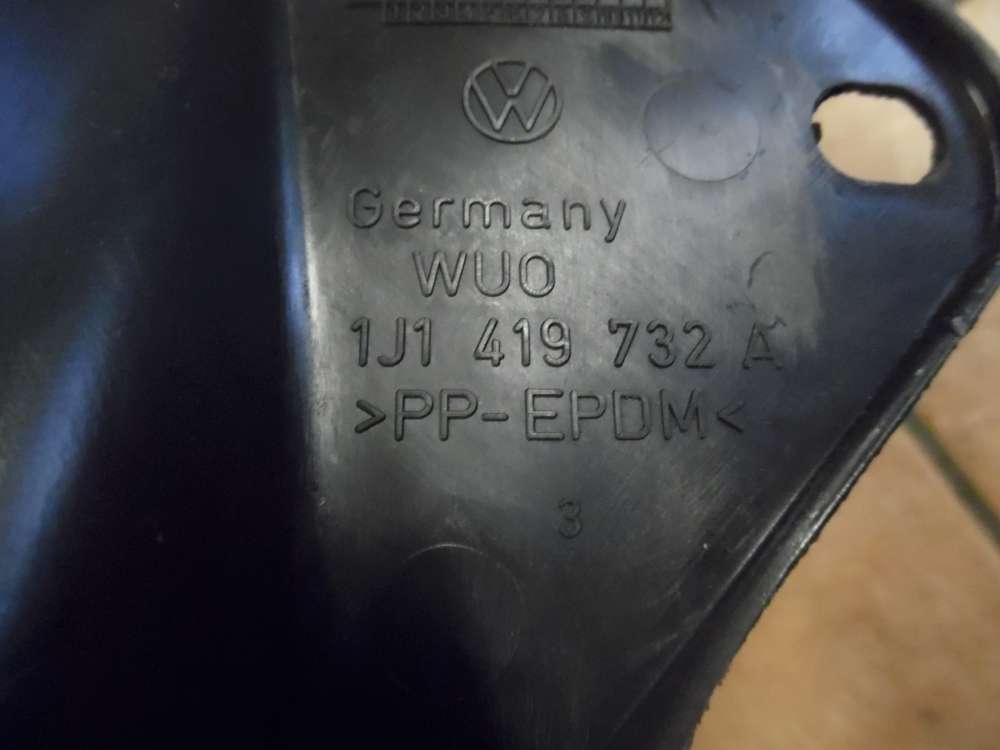 Germany
WUO
1J1 419 732 A
>PP-EPDM<
3